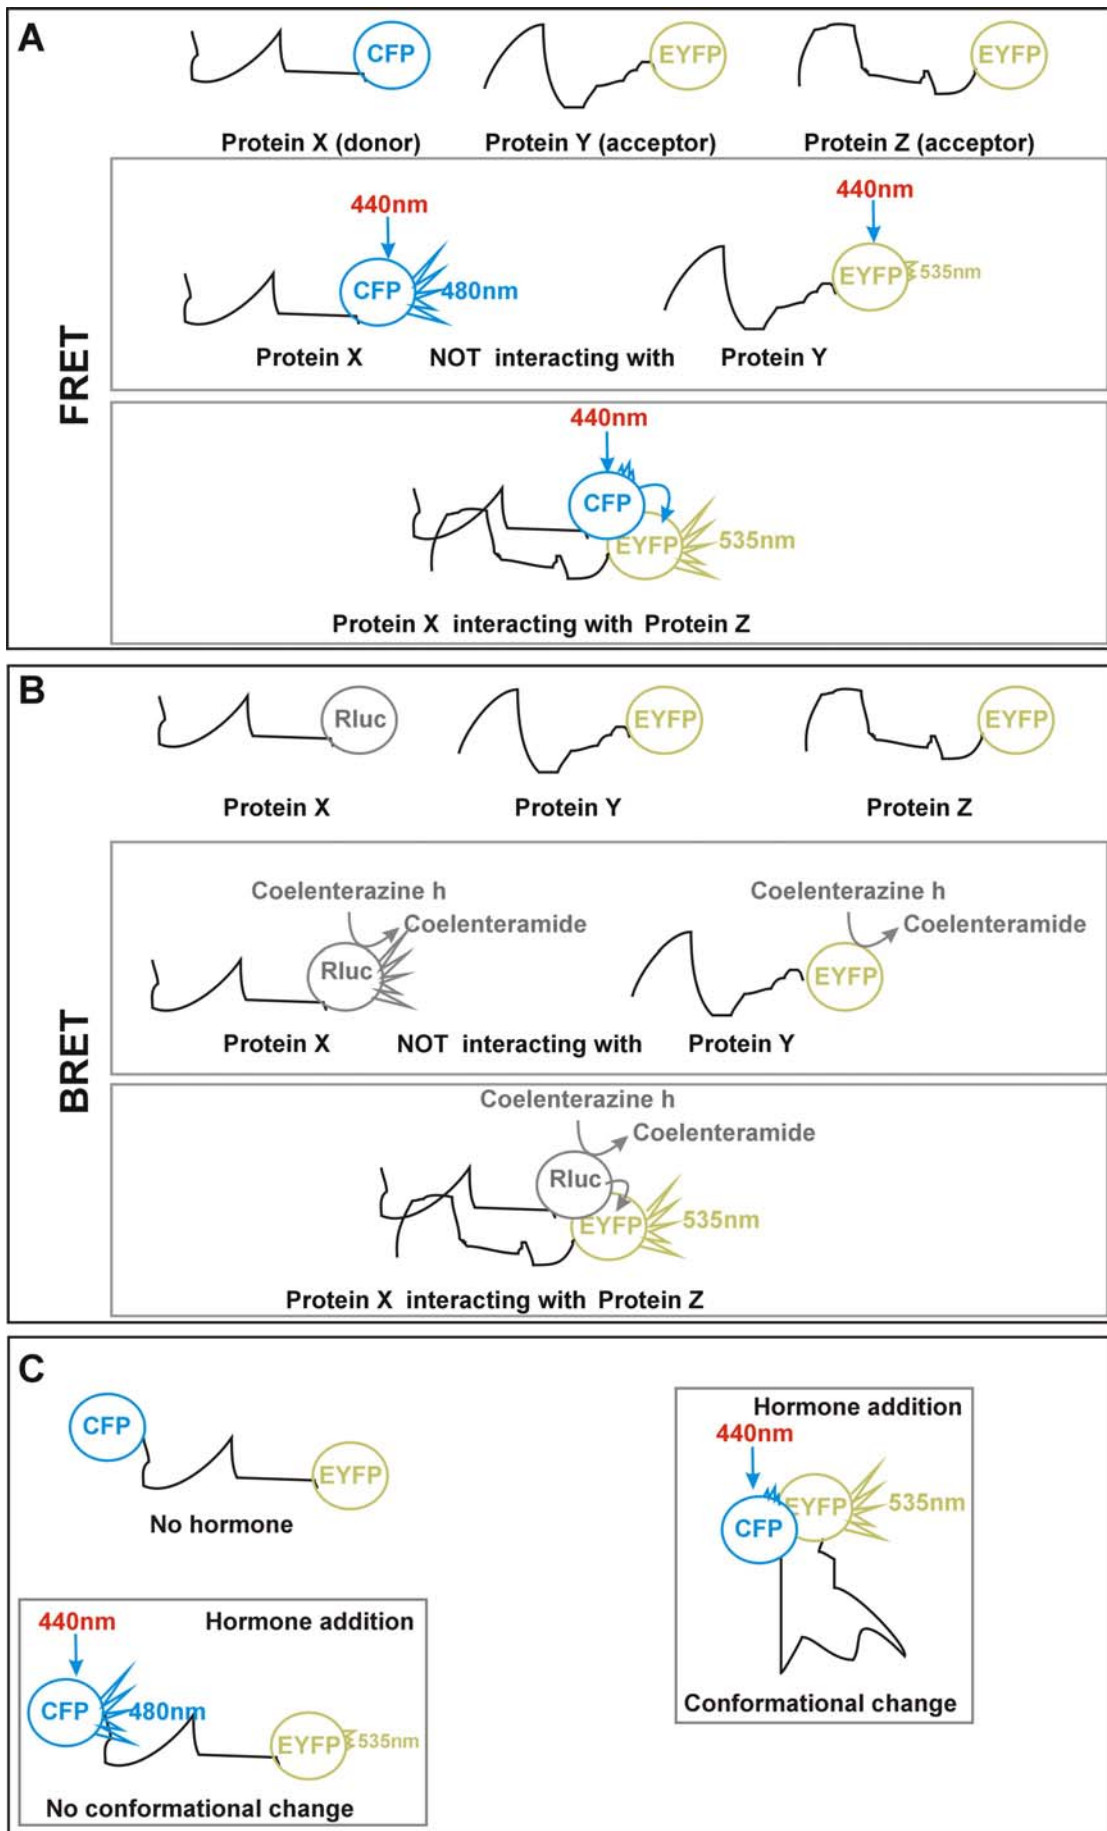 A
CFP EYFP EYFP
Protein X (donor) Protein Y (acceptor) Protein Z (acceptor)
FRET
440nm 440nm
CFP 480nm EYFP 535nm
Protein X NOT interacting with Protein Y
440nm
CFP
EYFP 535nm
Protein X interacting with Protein Z
B
Rluc EYFP EYFP
Protein X Protein Y Protein Z
BRET
Coelenterazine h Coelenterazine h
Coelenteramide Coelenteramide
Rluc EYFP
Protein X NOT interacting with Protein Y
Coelenterazine h
Coelenteramide
Rluc
EYFP 535nm
Protein X interacting with Protein Z
C
CFP
EYFP
No hormone
Hormone addition
440nm
EYFP 535nm
CFP
Conformational change
440nm Hormone addition
CFP 480nm
EYFP 535nm
No conformational change